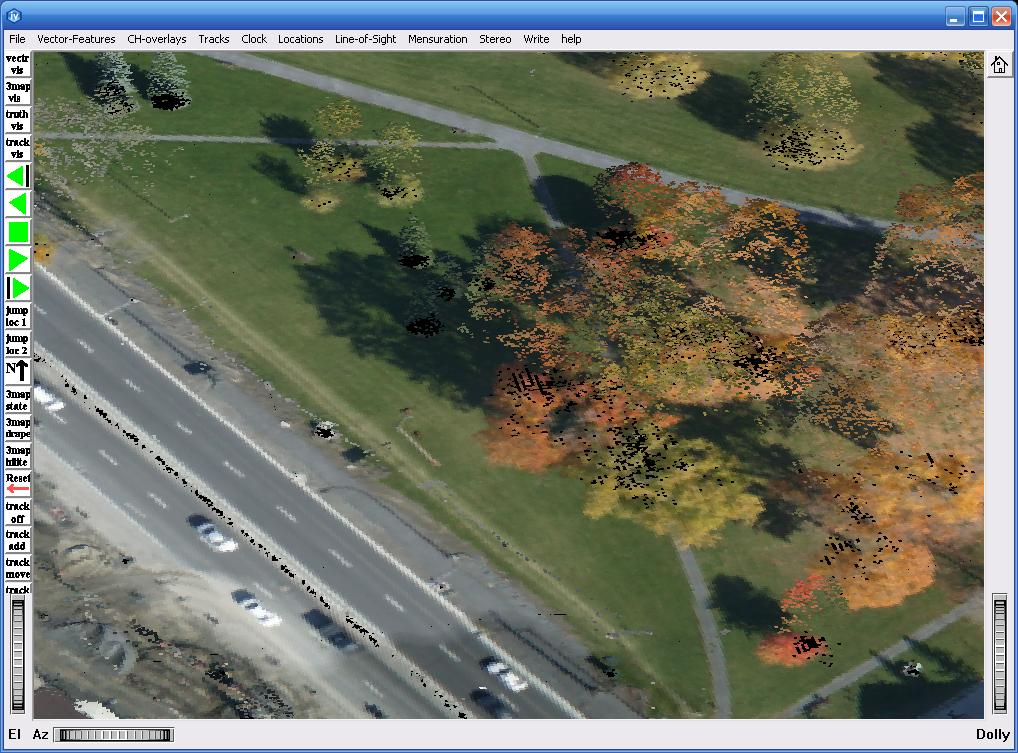 File Vector-Features CH-overlays Tracks Clock Locations Line-of-Sight Mensuration Stereo Write help
vectr
vis
3map
vis
truth
vis
track
vis
jump
loc 1
jump
loc 2
N
3map
state
3map
drape
3map
hilite
Reset
track
off
track
add
track
move
track
El Az Dolly